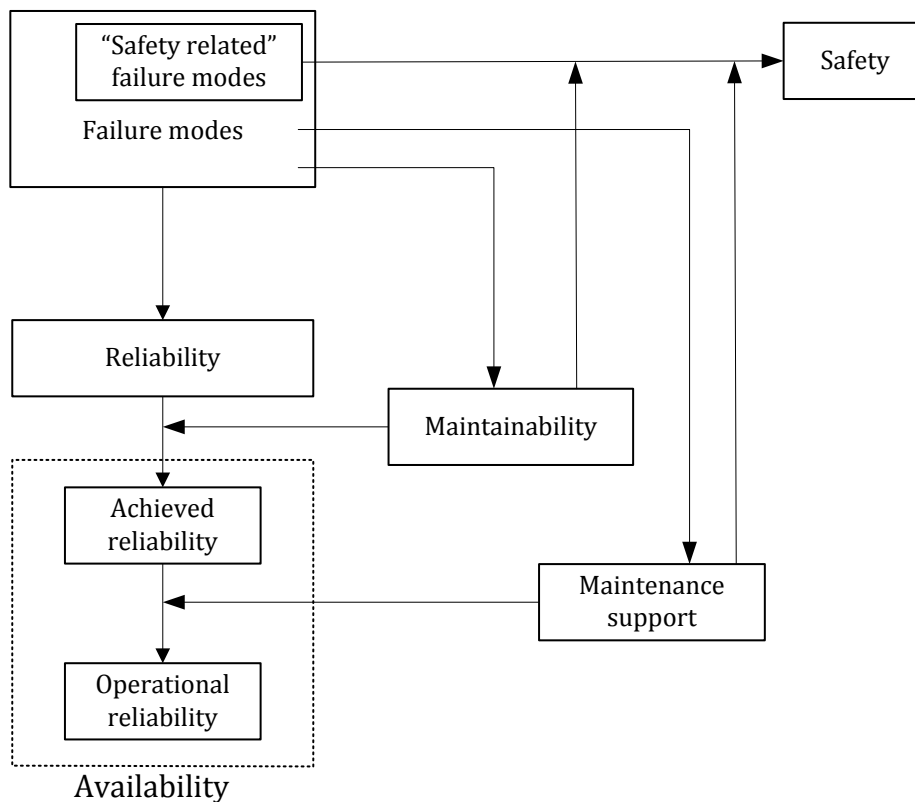 “Safety related”
failure modes
Safety
Failure modes
Reliability
Maintainability
Achieved
reliability
Maintenance
support
Operational
reliability
Availability